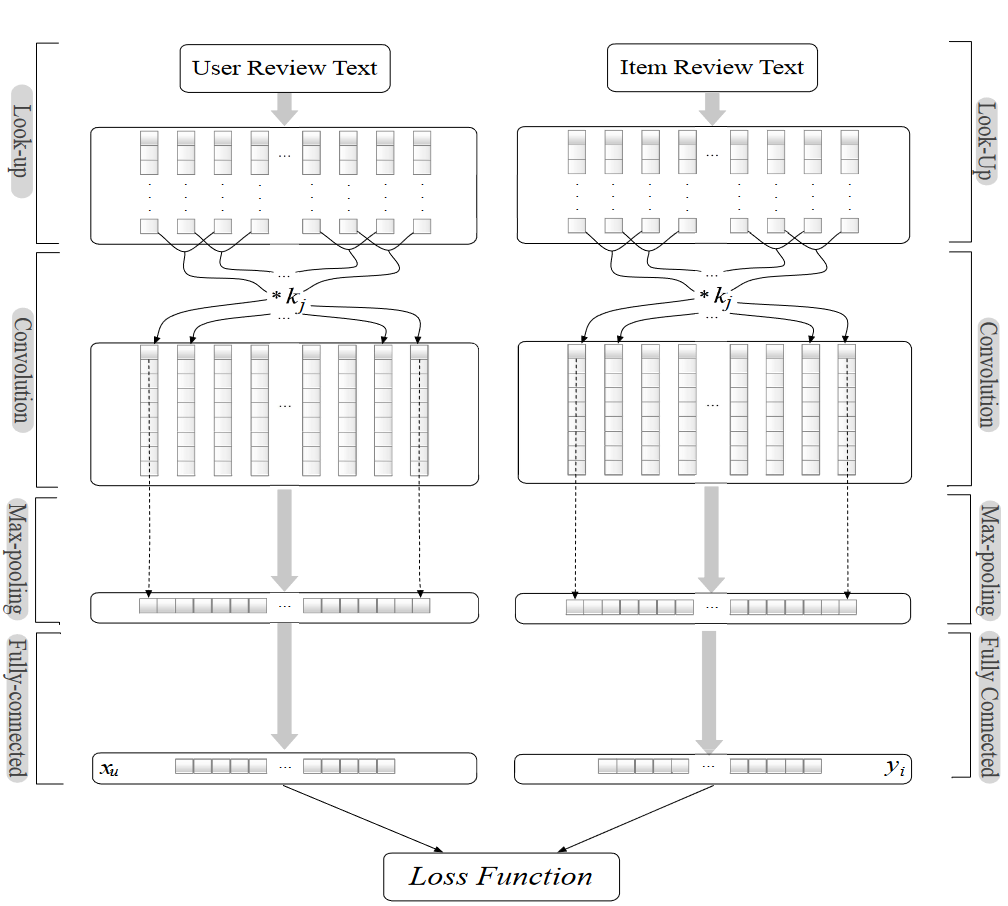 User Review Text
Item Review Text
Look-up
Look-Up
...
...
...
* k_j
...
...
* k_j
...
Convolution
Convolution
...
...
Max-pooling
Max-pooling
...
...
Fully-connected
Fully Connected
x_u
...
...
y_i
Loss Function